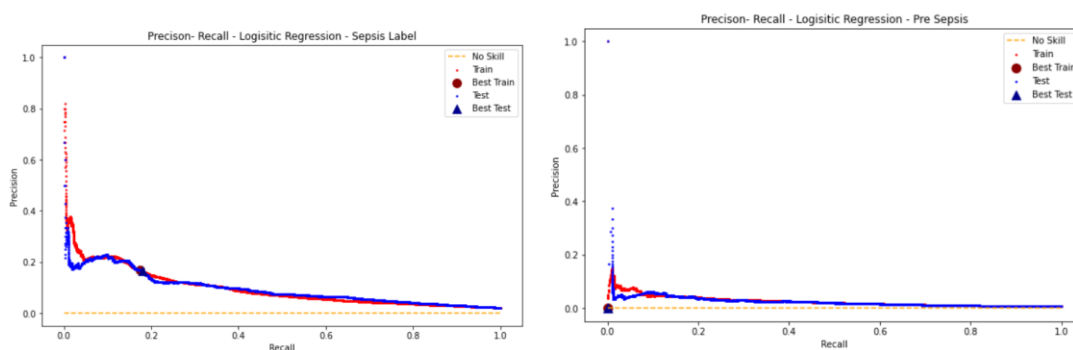 Precison- Recall - Logisitic Regression - Sepsis Label
1.0
0.8
0.6
0.4
0.2
0.0
Precision
0.0 0.2 0.4 0.6 0.8 1.0
Recall
No Skill
Train
Best Train
Test
Best Test
Precison- Recall - Logisitic Regression - Pre Sepsis
1.0
0.8
0.6
0.4
0.2
0.0
Precision
0.0 0.2 0.4 0.6 0.8 1.0
Recall
No Skill
Train
Best Train
Test
Best Test